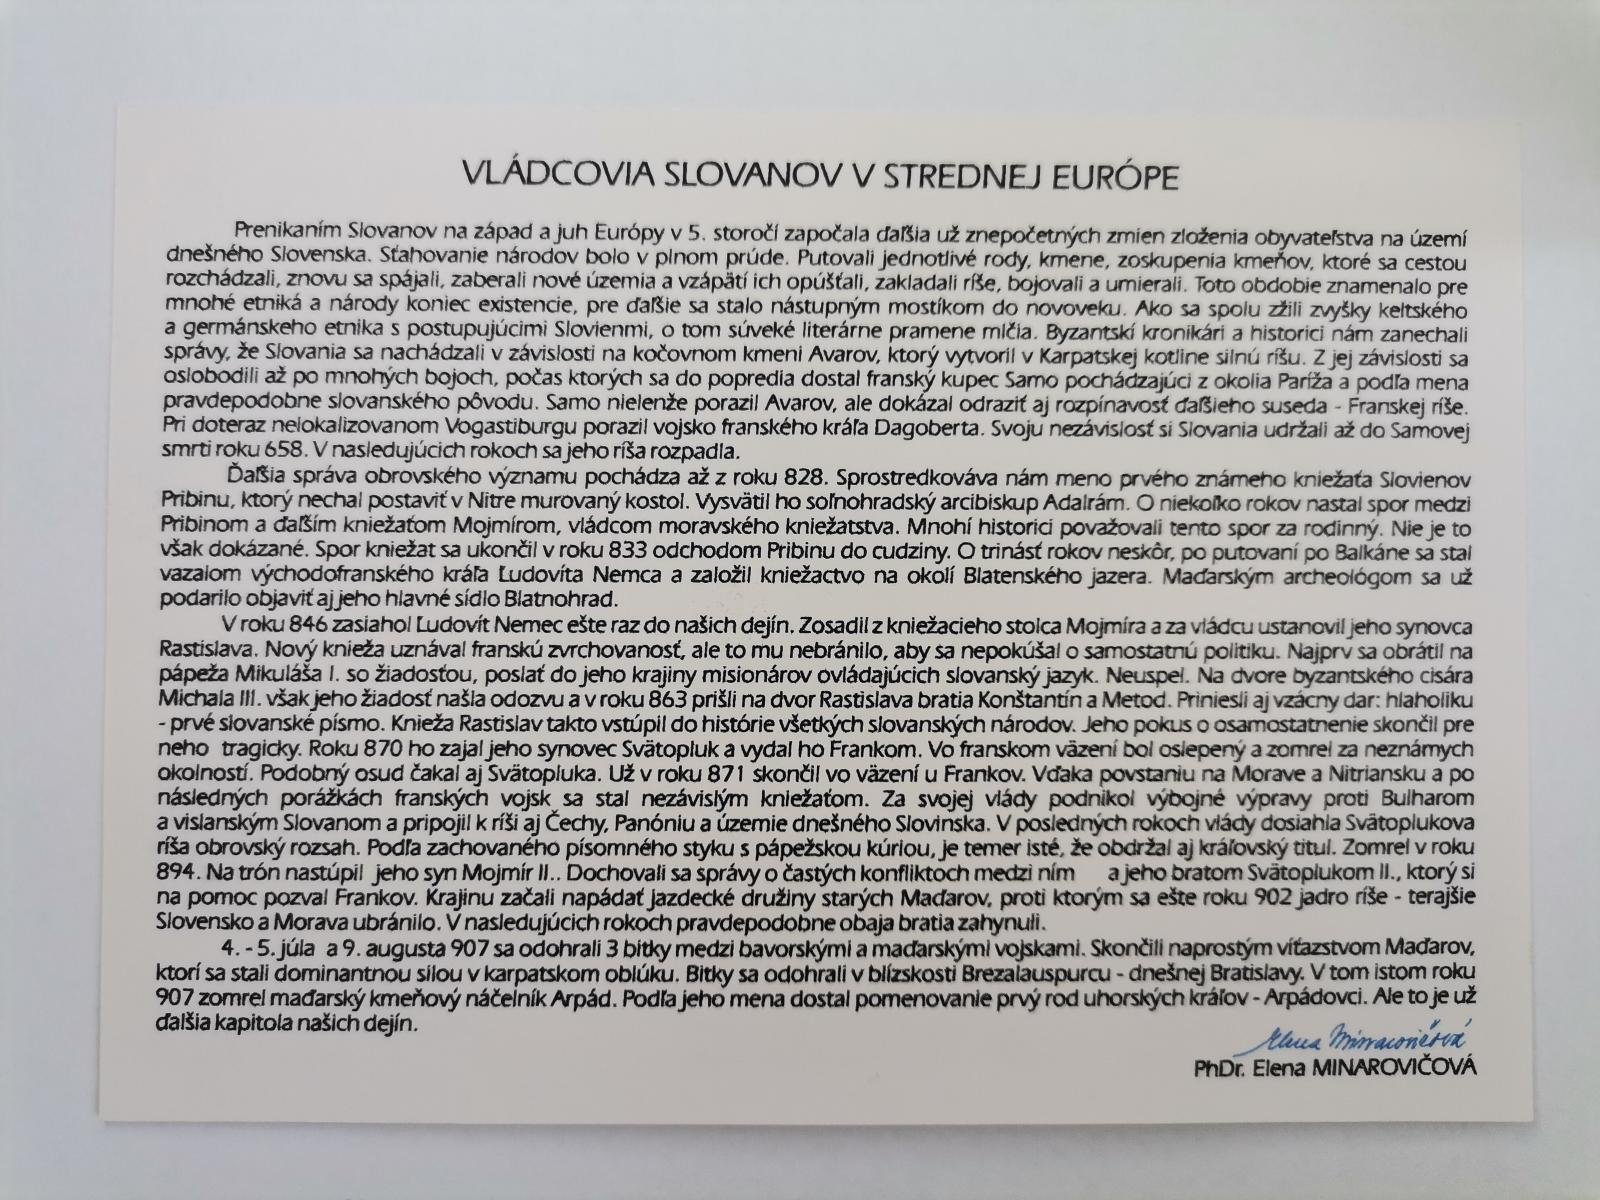 VLÁDCOVIA SLOVANOV V STREDNEJ EURÓPE
Prenikaním Slovanov na západ a juh Európy v 5. storočí započala ďaľšia už znepočetných zmien zloženia obyvateľstva na území
dnešného Slovenska. Sťahovanie národov bolo v plnom prúde. Putovali jednotlivé rody, kmene, zoskupenia kmeňov, ktoré sa cestou
rozchádzali, znovu sa spájali, zaberali nové územia a vzápätí ich opúšťali, zakladali ríše, bojovali a umierali. Toto obdobie znamenalo pre
mnohé etniká a národy koniec existencie, pre ďaľšie sa stalo nástupným mostíkom do novoveku. Ako sa spolu zžili zvyšky keltského
a germánskeho etnika s postupujúcimi Slovienmi, o tom súveké literárne pramene mlčia. Byzantskí kronikári a historici nám zanechali
správy, že Slovania sa nachádzali v závislosti na kočovnom kmeni Avarov, ktorý vytvoril v Karpatskej kotline silnú ríšu. Z jej závislosti sa
oslobodili až po mnohých bojoch, počas ktorých sa do popredia dostal franský kupec Samo pochádzajúci z okolia Paríža a podľa mena
pravdepodobne slovanského pôvodu. Samo nielenže porazil Avarov, ale dokázal odraziť aj rozpínavosť ďaľšieho suseda - Franskej ríše.
Pri doteraz nelokalizovanom Vogastiburgu porazil vojsko franského kráľa Dagoberta. Svoju nezávislosť si Slovania udržali až do Samovej
smrti roku 658. V nasledujúcich rokoch sa jeho ríša rozpadla.
Ďaľšia správa obrovského významu pochádza až z roku 828. Sprostredkováva nám meno prvého známeho kniežaťa Slovienov
Pribinu, ktorý nechal postaviť v Nitre murovaný kostol. Vysvätil ho soľnohradský arcibiskup Adalrám. O niekoľko rokov nastal spor medzi
Pribinom a ďaľším kniežaťom Mojmírom, vládcom moravského kniežatstva. Mnohí historici považovali tento spor za rodinný. Nie je to
však dokázané. Spor kniežat sa ukončil v roku 833 odchodom Pribinu do cudziny. O trinásť rokov neskôr, po putovaní po Balkáne sa stal
vazalom východofranského kráľa Ľudovíta Nemca a založil kniežactvo na okolí Blatenského jazera. Maďarským archeológom sa už
podarilo objaviť aj jeho hlavné sídlo Blatnohrad.
V roku 846 zasiahol Ľudovít Nemec ešte raz do našich dejín. Zosadil z kniežacieho stolca Mojmíra a za vládcu ustanovil jeho synovca
Rastislava. Nový knieža uznával franskú zvrchovanosť, ale to mu nebránilo, aby sa nepokúšal o samostatnú politiku. Najprv sa obrátil na
pápeža Mikuláša I. so žiadosťou, poslať do jeho krajiny misionárov ovládajúcich slovanský jazyk. Neuspel. Na dvore byzantského cisára
Michala III. však jeho žiadosť našla odozvu a v roku 863 prišli na dvor Rastislava bratia Konštantín a Metod. Priniesli aj vzácny dar: hlaholiku
- prvé slovanské písmo. Knieža Rastislav takto vstúpil do histórie všetkých slovanských národov. Jeho pokus o osamostatnenie skončil pre
neho tragicky. Roku 870 ho zajal jeho synovec Svätopluk a vydal ho Frankom. Vo franskom väzení bol oslepený a zomrel za neznámych
okolností. Podobný osud čakal aj Svätopluka. Už v roku 871 skončil vo väzení u Frankov. Vďaka povstaniu na Morave a Nitriansku a po
následných porážkách franských vojsk sa stal nezávislým kniežaťom. Za svojej vlády podnikol výbojné výpravy proti Bulharom
a vislanským Slovanom a pripojil k ríši aj Čechy, Panóniu a územie dnešného Slovinska. V posledných rokoch vlády dosiahla Svätoplukova
ríša obrovský rozsah. Podľa zachovaného písomného styku s pápežskou kúriou, je temer isté, že obdržal aj kráľovský titul. Zomrel v roku
894. Na trón nastúpil jeho syn Mojmír II.. Dochovali sa správy o častých konfliktoch medzi ním a jeho bratom Svätoplukom II., ktorý si
na pomoc pozval Frankov. Krajinu začali napádať jazdecké družiny starých Maďarov, proti ktorým sa ešte roku 902 jadro ríše - terajšie
Slovensko a Morava ubránilo. V nasledujúcich rokoch pravdepodobne obaja bratia zahynuli.
4. - 5. júla a 9. augusta 907 sa odohrali 3 bitky medzi bavorskými a maďarskými vojskami. Skončili naprostým víťazstvom Maďarov,
ktorí sa stali dominantnou silou v karpatskom oblúku. Bitky sa odohrali v blízskosti Brezalauspurcu - dnešnej Bratislavy. V tom istom roku
907 zomrel maďarský kmeňový náčelník Arpád. Podľa jeho mena dostal pomenovanie prvý rod uhorských kráľov - Arpádovci. Ale to je už
ďalšia kapitola našich dejín.
Elena Minarovičová
PhDr. Elena MINAROVIČOVÁ